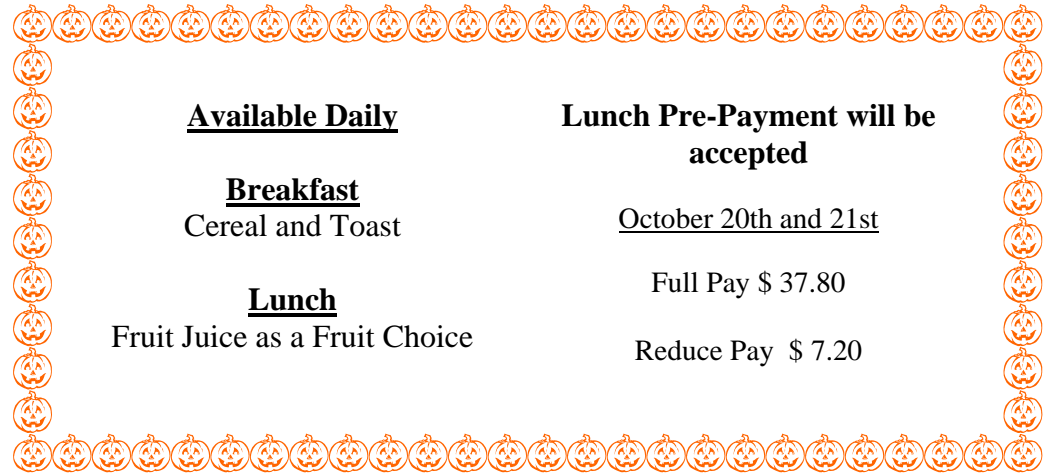 Available Daily
Breakfast
Cereal and Toast
Lunch
Fruit Juice as a Fruit Choice
Lunch Pre-Payment will be
accepted
October 20th and 21st
Full Pay $ 37.80
Reduce Pay  $ 7.20